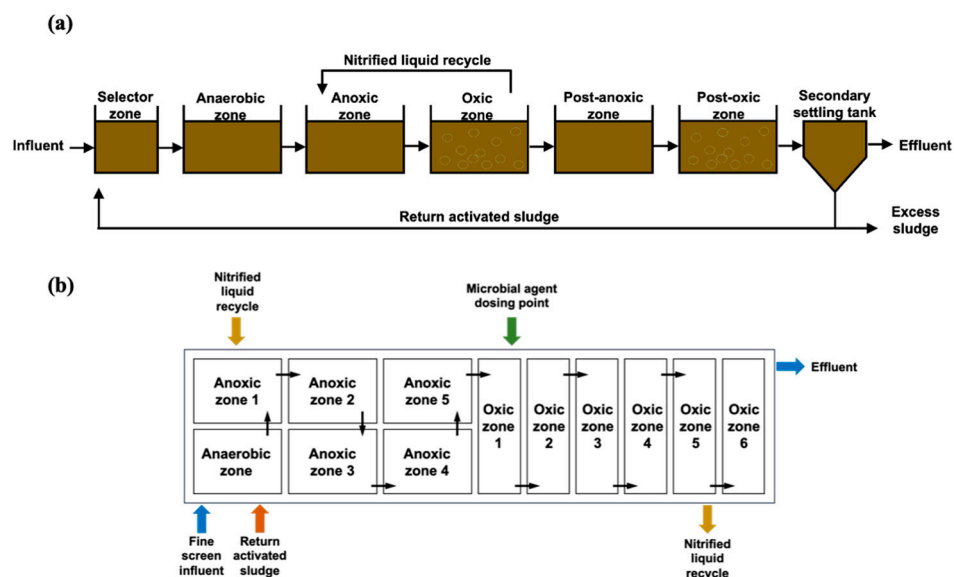 (a)
Nitrified liquid recycle
Selector
zone
Anaerobic
zone
Anoxic
zone
Oxic
zone
Post-anoxic
zone
Post-oxic
zone
Secondary
settling tank
Influent
Effluent
Return activated sludge
Excess
sludge
(b)
Nitrified
liquid
recycle
Microbial agent
dosing point
Effluent
Anoxic
zone 1
Anoxic
zone 2
Anoxic
zone 5
Anaerobic
zone
Anoxic
zone 3
Anoxic
zone 4
Oxic
zone
1
Oxic
zone
2
Oxic
zone
3
Oxic
zone
4
Oxic
zone
5
Oxic
zone
6
Fine
screen
influent
Return
activated
sludge
Nitrified
liquid
recycle